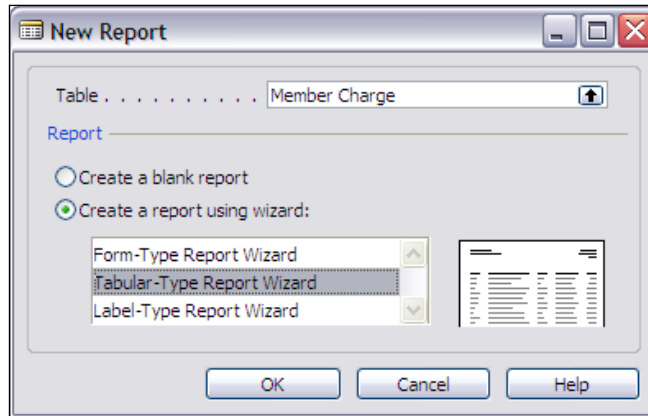 New Report
Table . . . . . . . . . . Member Charge
Report
Create a blank report
Create a report using wizard:
Form-Type Report Wizard
Tabular-Type Report Wizard
Label-Type Report Wizard
OK Cancel Help